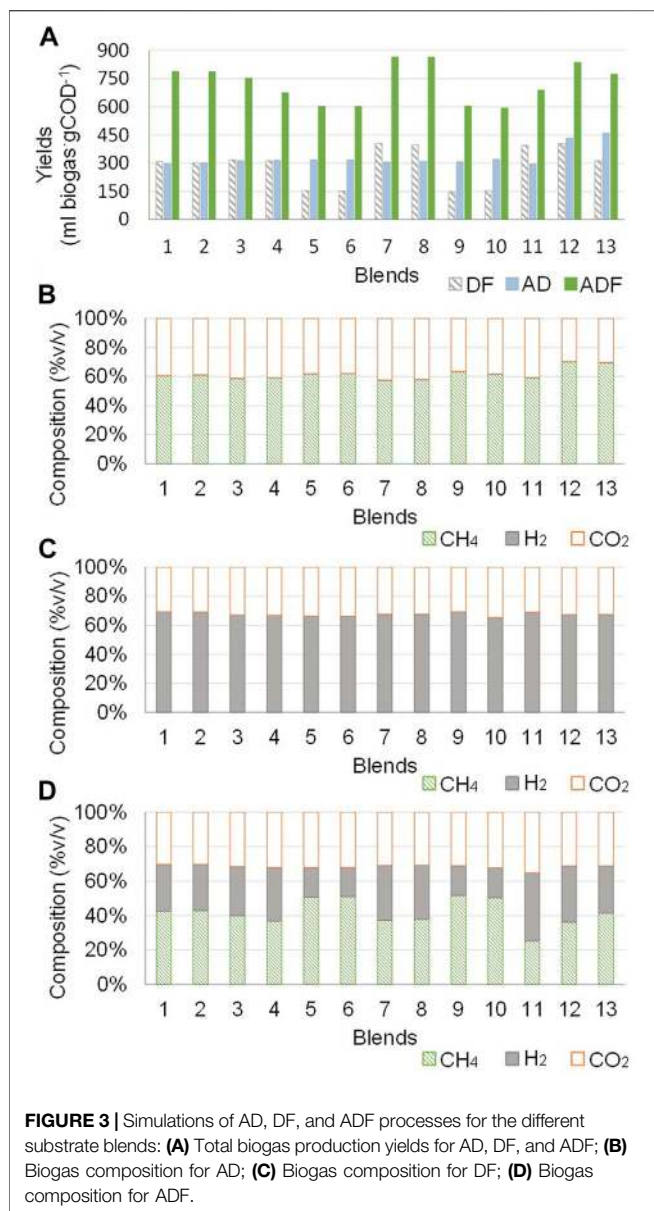 A
900
750
600
450
300
150
0
Yields
(ml biogas gCOD⁻¹)
1 2 3 4 5 6 7 8 9 10 11 12 13
Blends
DF AD ADF
B
100%
80%
60%
40%
20%
0%
Composition (%v/v)
1 2 3 4 5 6 7 8 9 10 11 12 13
Blends
CH₄ H₂ CO₂
C
100%
80%
60%
40%
20%
0%
Composition (%v/v)
1 2 3 4 5 6 7 8 9 10 11 12 13
Blends
CH₄ H₂ CO₂
D
100%
80%
60%
40%
20%
0%
Composition (%v/v)
1 2 3 4 5 6 7 8 9 10 11 12 13
Blends
CH₄ H₂ CO₂
FIGURE 3 | Simulations of AD, DF, and ADF processes for the different
substrate blends: (A) Total biogas production yields for AD, DF, and ADF; (B)
Biogas composition for AD; (C) Biogas composition for DF; (D) Biogas
composition for ADF.